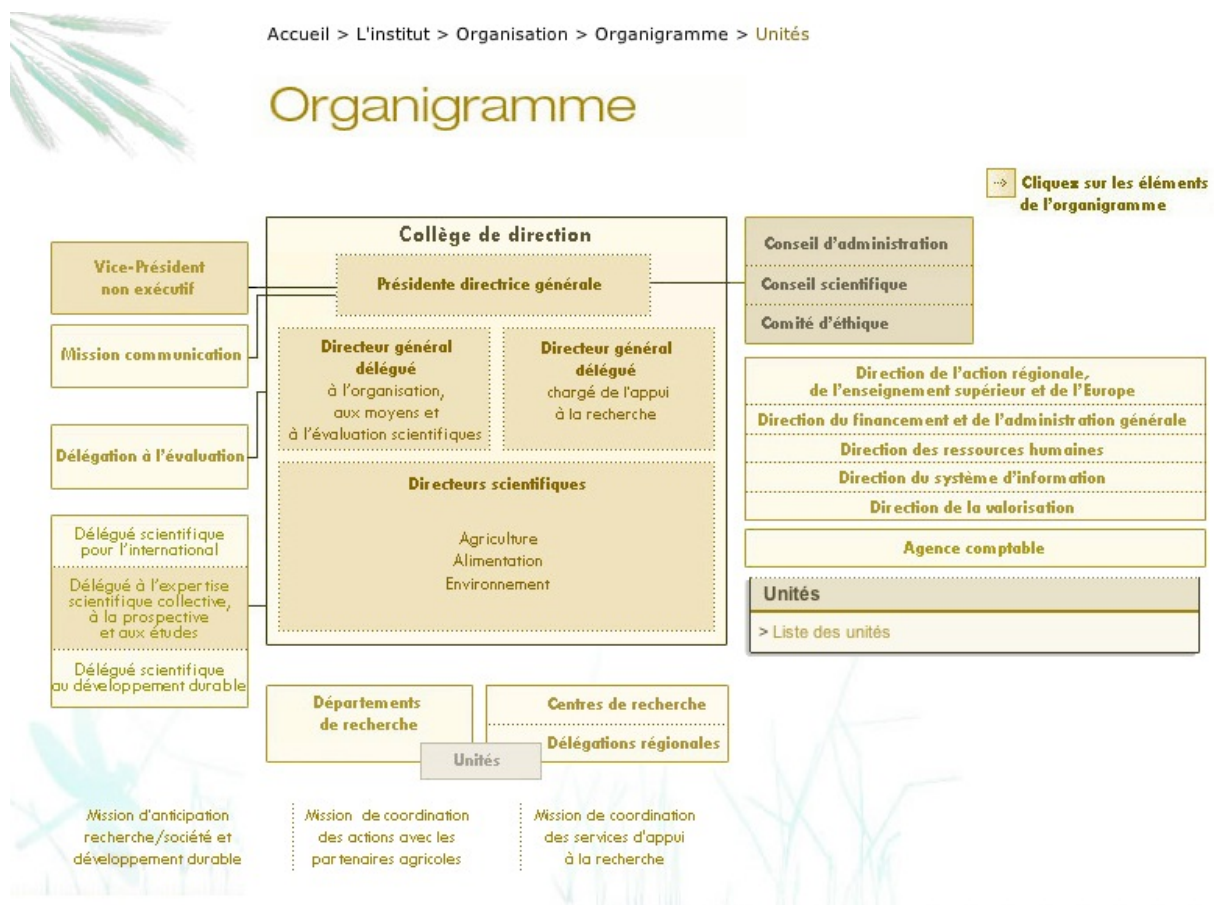 Accueil > L'institut > Organisation > Organigramme > Unités
Organigramme
Cliquez sur les éléments
de l'organigramme
Vice-Président
non exécutif
Mission communication
Délégation à l'évaluation
Délégué scientifique
pour l'international
Délégué à l'expertise
scientifique collective,
à la prospective
et aux études
Délégué scientifique
au développement durable
Collège de direction
Présidente directrice générale
Directeur général
délégué
à l'organisation,
aux moyens et
à l'évaluation scientifiques
Directeur général
délégué
chargé de l'appui
à la recherche
Directeurs scientifiques
Agriculture
Alimentation
Environnement
Conseil d'administration
Conseil scientifique
Comité d'éthique
Direction de l'action régionale,
de l'enseignement supérieur et de l'Europe
Direction du financement et de l'administration générale
Direction des ressources humaines
Direction du système d'information
Direction de la valorisation
Agence comptable
Unités
> Liste des unités
Départements
de recherche
Centres de recherche
Délégations régionales
Unités
Mission d'anticipation
recherche/société et
développement durable
Mission de coordination
des actions avec les
partenaires agricoles
Mission de coordination
des services d'appui
à la recherche